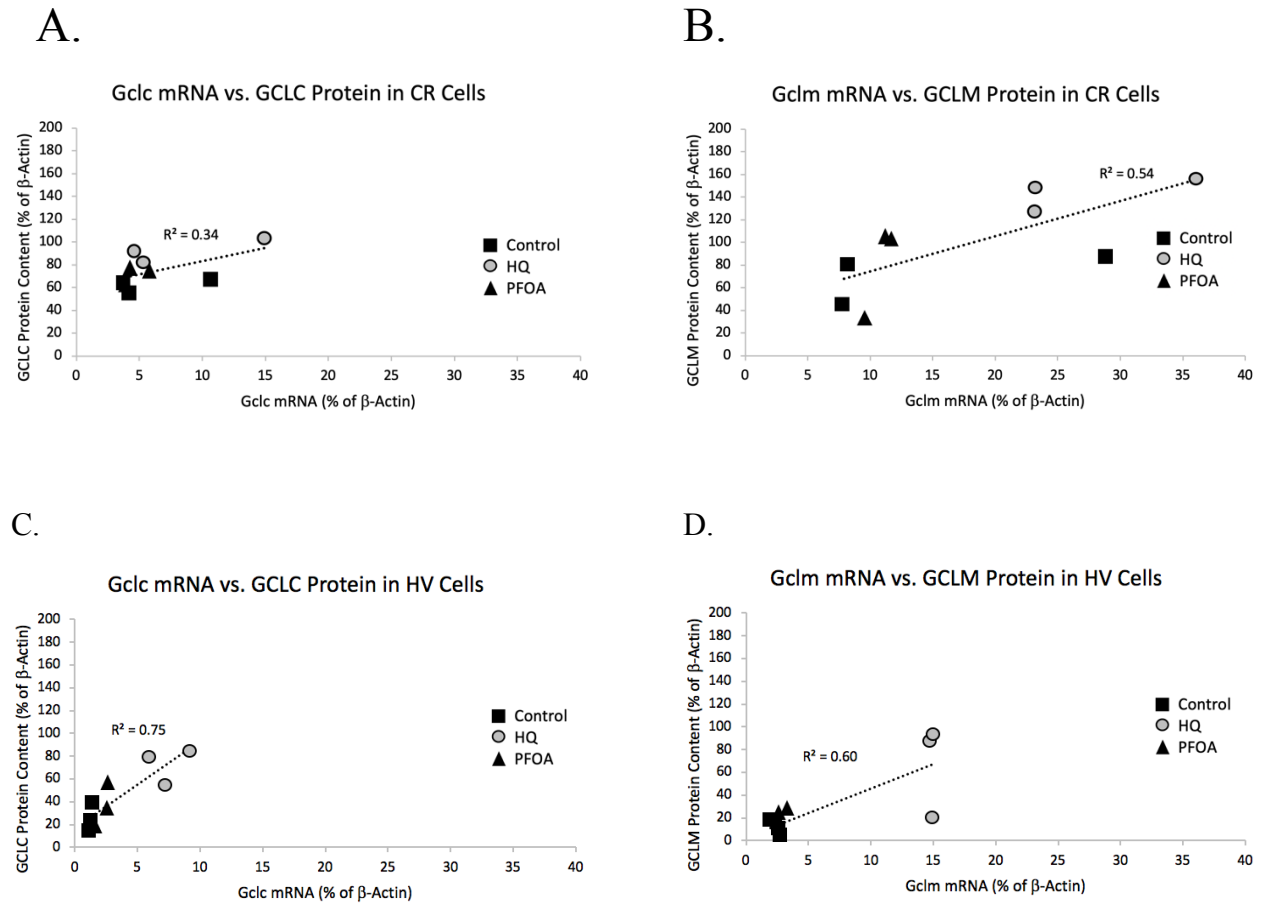 A.
B.
Gclc mRNA vs. GCLC Protein in CR Cells
GCLC Protein Content (% of β-Actin)
200
180
160
140
120
100
80
60
40
20
0
R² = 0.34
Control
HQ
PFOA
0 5 10 15 20 25 30 35 40
Gclc mRNA (% of β-Actin)
Gclm mRNA vs. GCLM Protein in CR Cells
GCLM Protein Content (% of β-Actin)
200
180
160
140
120
100
80
60
40
20
0
R² = 0.54
Control
HQ
PFOA
0 5 10 15 20 25 30 35 40
Gclm mRNA (% of β-Actin)
C.
D.
Gclc mRNA vs. GCLC Protein in HV Cells
GCLC Protein Content (% of β-Actin)
200
180
160
140
120
100
80
60
40
20
0
R² = 0.75
Control
HQ
PFOA
0 5 10 15 20 25 30 35 40
Gclc mRNA (% of β-Actin)
Gclm mRNA vs. GCLM Protein in HV Cells
GCLM Protein Content (% of β-Actin)
200
180
160
140
120
100
80
60
40
20
0
R² = 0.60
Control
HQ
PFOA
0 5 10 15 20 25 30 35 40
Gclm mRNA (% of β-Actin)